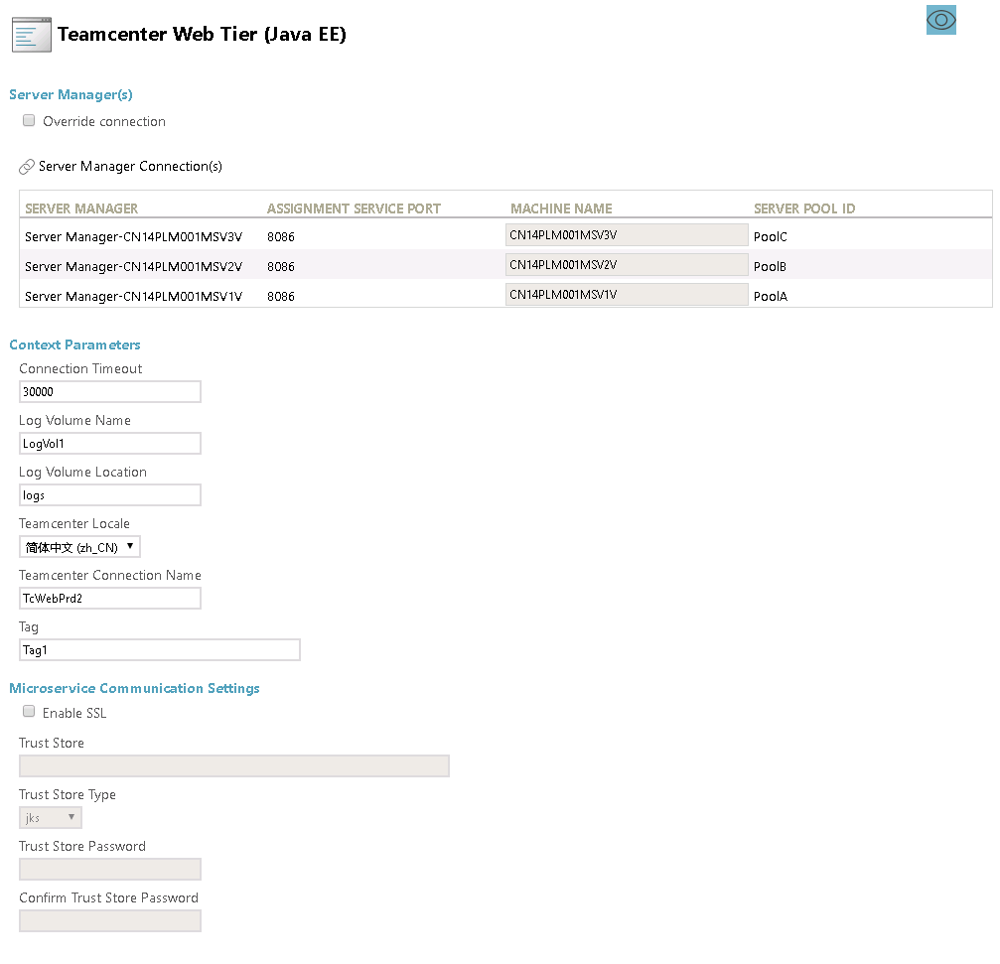 Teamcenter Web Tier (Java EE)
Server Manager(s)
Override connection
Server Manager Connection(s)
SERVER MANAGER ASSIGNMENT SERVICE PORT MACHINE NAME SERVER POOL ID
Server Manager-CN14PLM001MSV3V 8086 CN14PLM001MSV3V PoolC
Server Manager-CN14PLM001MSV2V 8086 CN14PLM001MSV2V PoolB
Server Manager-CN14PLM001MSV1V 8086 CN14PLM001MSV1V PoolA
Context Parameters
Connection Timeout
30000
Log Volume Name
LogVol1
Log Volume Location
logs
Teamcenter Locale
简体中文 (zh_CN)
Teamcenter Connection Name
TcWebPrd2
Tag
Tag1
Microservice Communication Settings
Enable SSL
Trust Store
Trust Store Type
jks
Trust Store Password
Confirm Trust Store Password